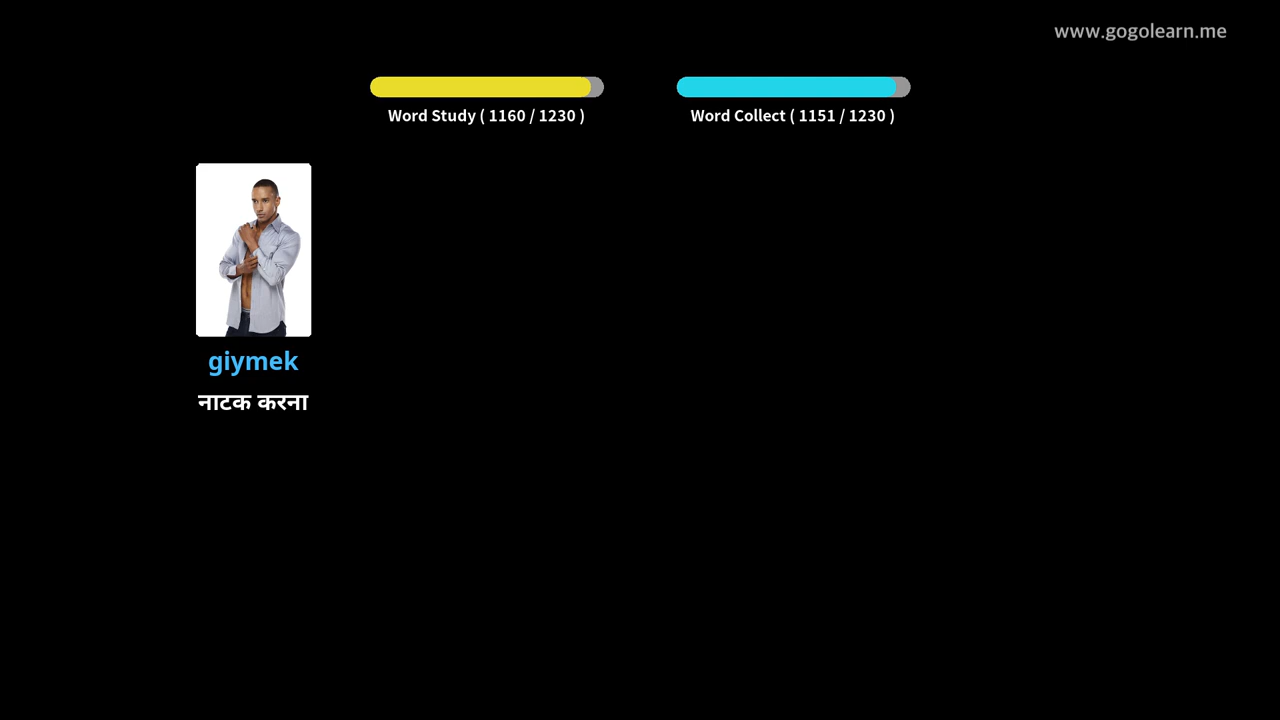 www.gogolearn.me
Word Study ( 1160 / 1230 )
Word Collect ( 1151 / 1230 )
giymek
नाटक करना